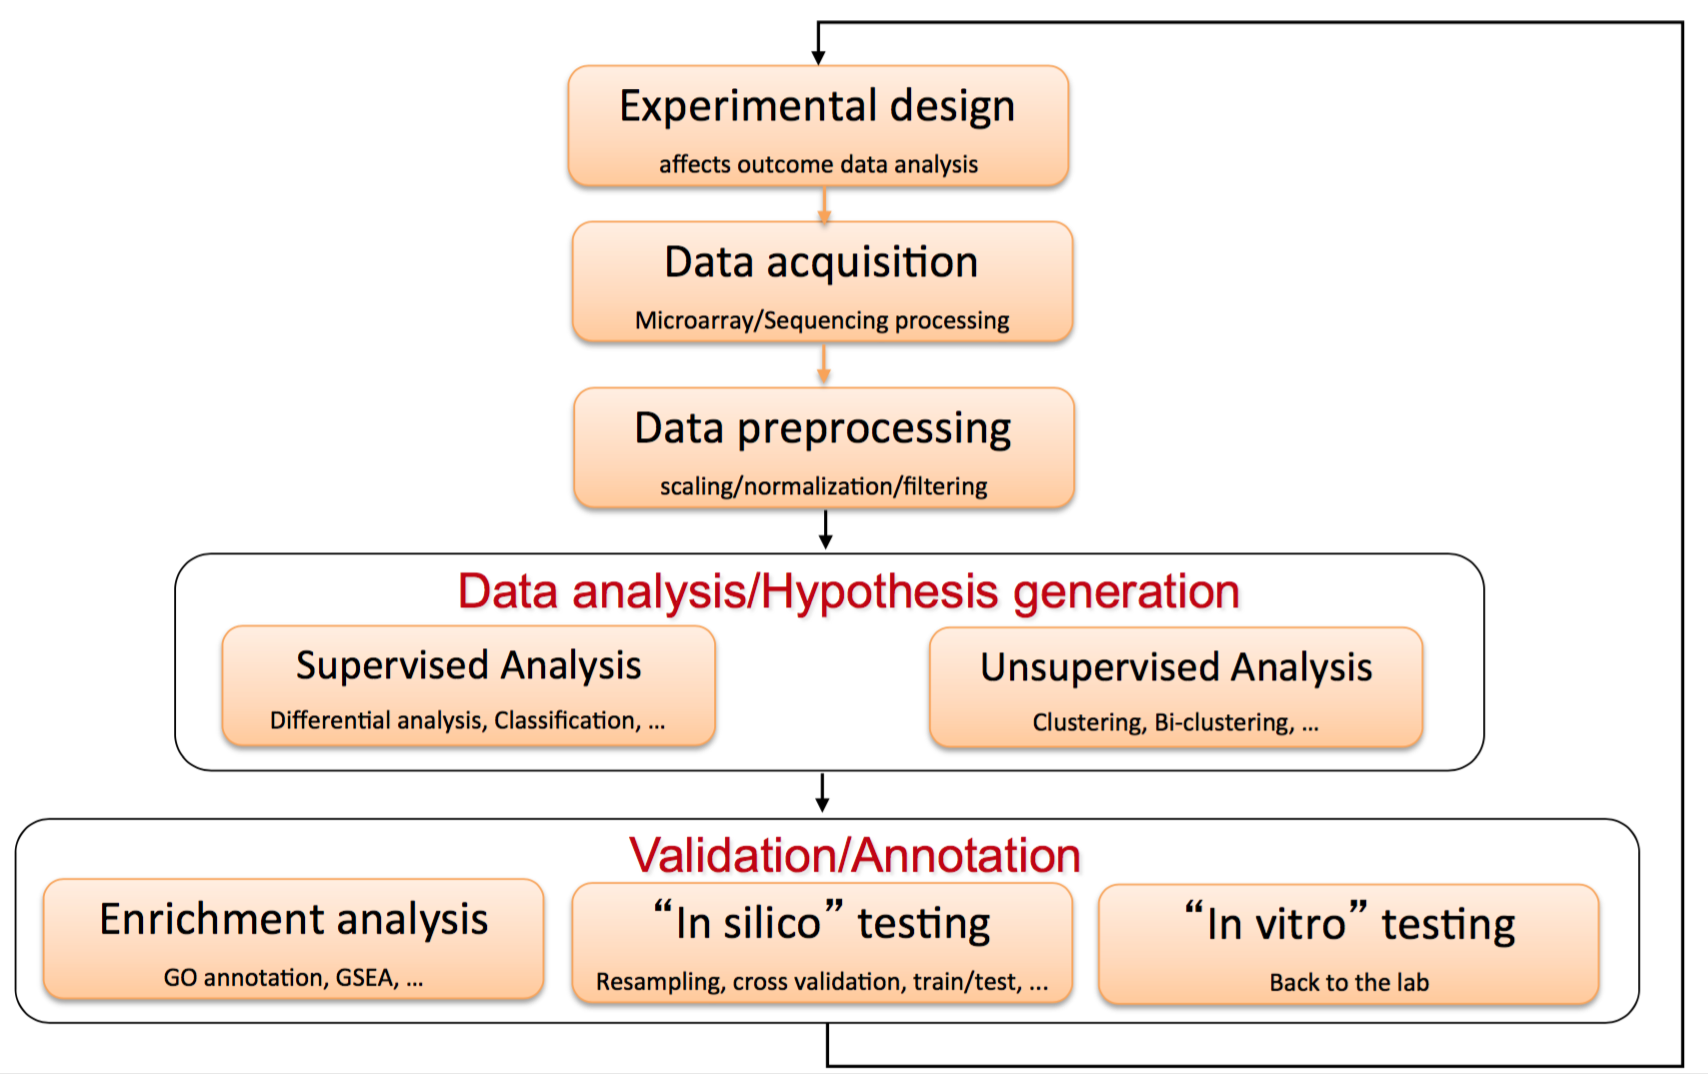 Experimental design
affects outcome data analysis
Data acquisition
Microarray/Sequencing processing
Data preprocessing
scaling/normalization/filtering
Data analysis/Hypothesis generation
Supervised Analysis
Differential analysis, Classification, ...
Unsupervised Analysis
Clustering, Bi-clustering, ...
Validation/Annotation
Enrichment analysis
GO annotation, GSEA, ...
“In silico” testing
Resampling, cross validation, train/test, ...
“In vitro” testing
Back to the lab